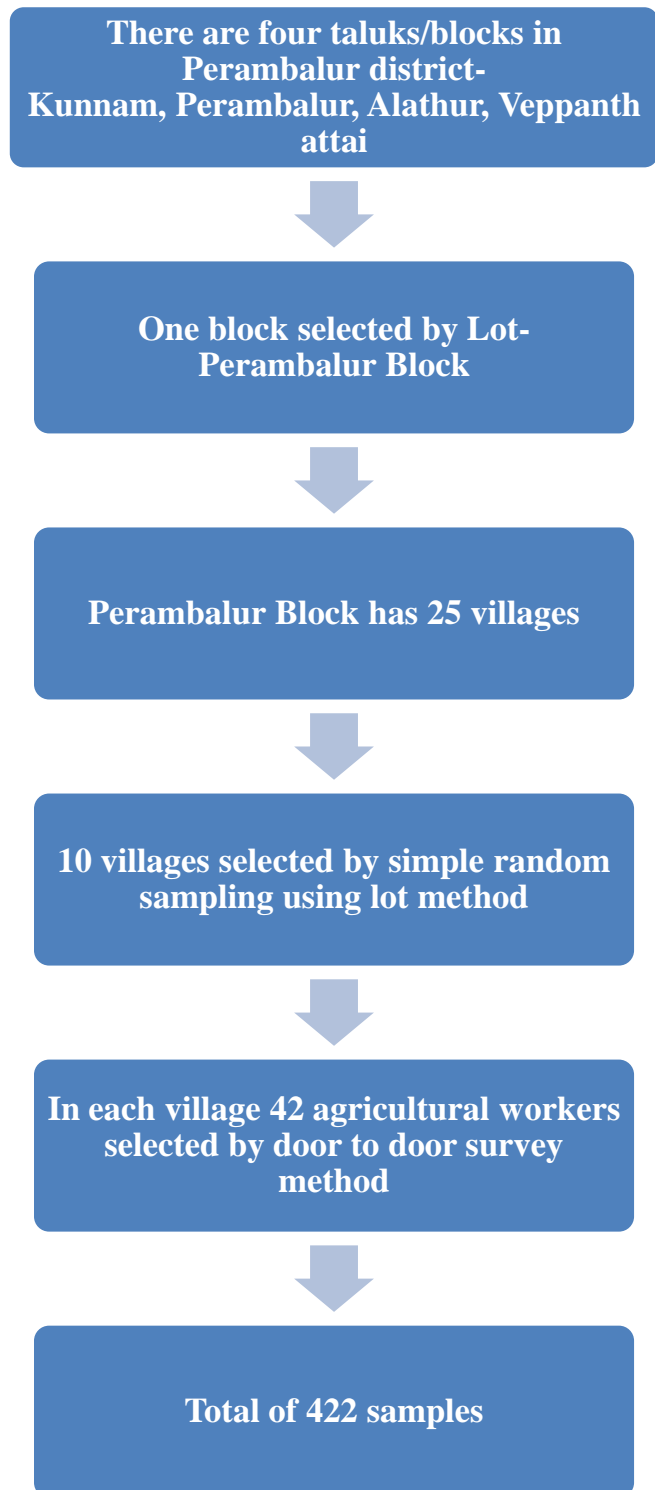 There are four taluks/blocks in
Perambalur district-
Kunnam, Perambalur, Alathur, Veppanth
attai
One block selected by Lot-
Perambalur Block
Perambalur Block has 25 villages
10 villages selected by simple random
sampling using lot method
In each village 42 agricultural workers
selected by door to door survey
method
Total of 422 samples